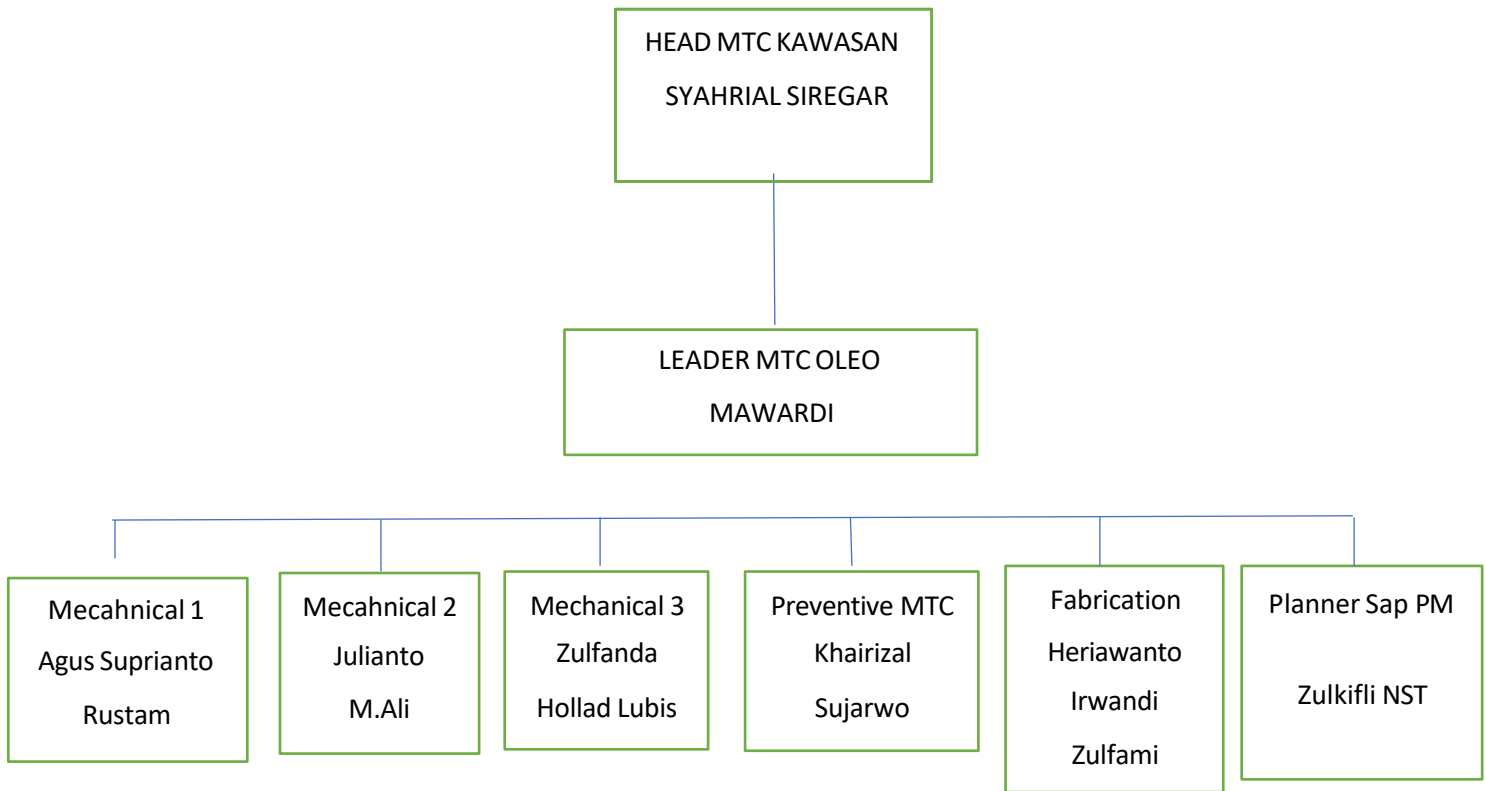 HEAD MTC KAWASAN
SYAHRIAL SIREGAR
LEADER MTC OLEO
MAWARDI
Mecahnical 1
Agus Suprianto
Rustam
Mecahnical 2
Julianto
M.Ali
Mechanical 3
Zulfanda
Hollad Lubis
Preventive MTC
Khairizal
Sujarwo
Fabrication
Heriawanto
Irwandi
Zulfami
Planner Sap PM
Zulkifli NST